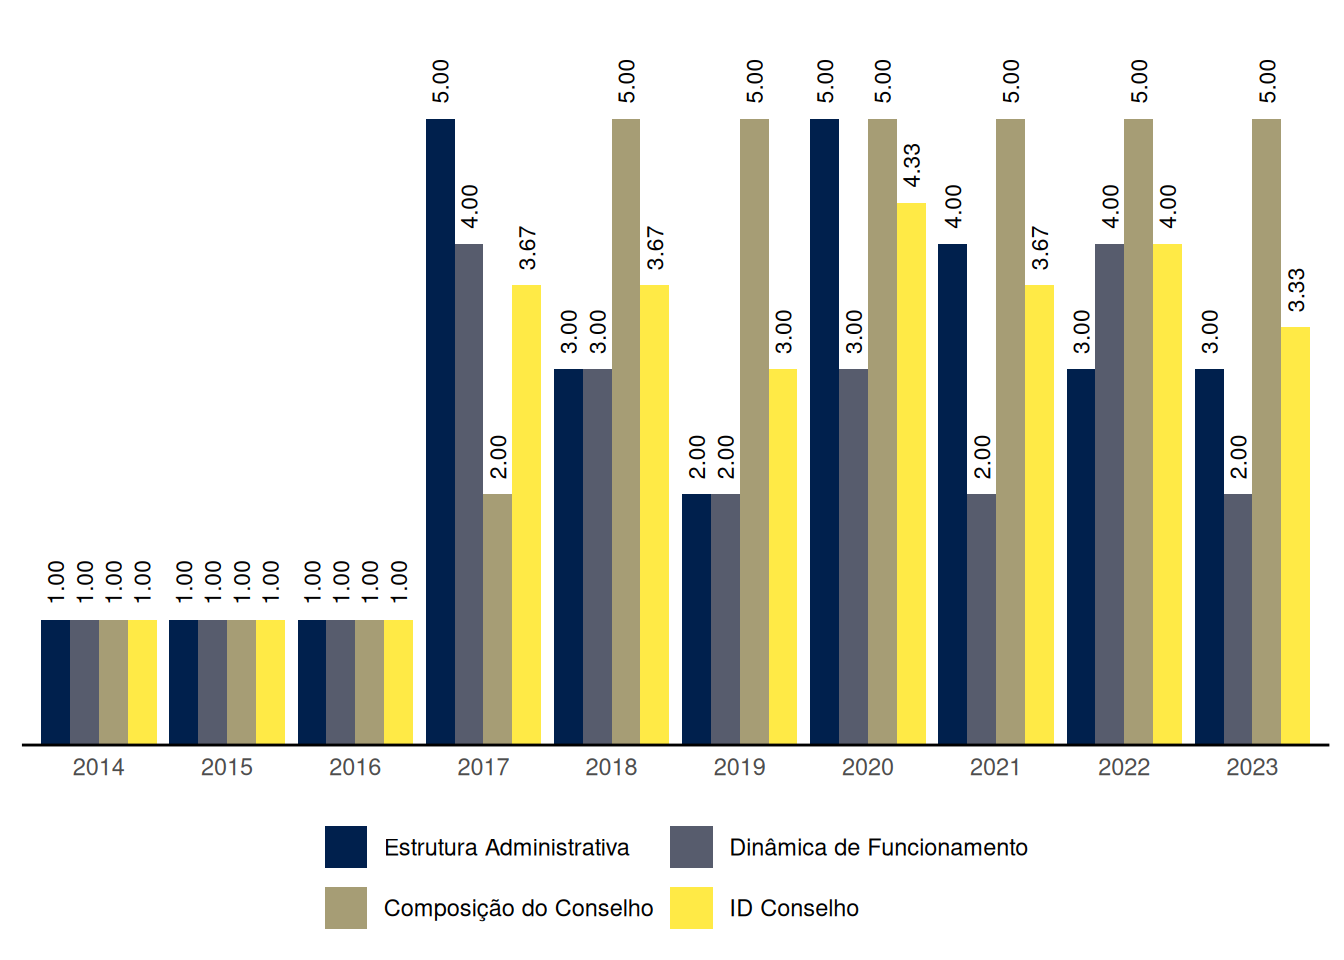 5.00 5.00 5.00 5.00 5.00 5.00 5.00 5.00
4.33
4.00 4.00 4.00 4.00
3.67 3.67 3.67
3.33
3.00 3.00 3.00 3.00 3.00 3.00
2.00 2.00 2.00 2.00 2.00
1.00 1.00 1.00 1.00 1.00 1.00 1.00 1.00 1.00 1.00 1.00 1.00
2014 2015 2016 2017 2018 2019 2020 2021 2022 2023
Estrutura Administrativa Dinâmica de Funcionamento
Composição do Conselho ID Conselho